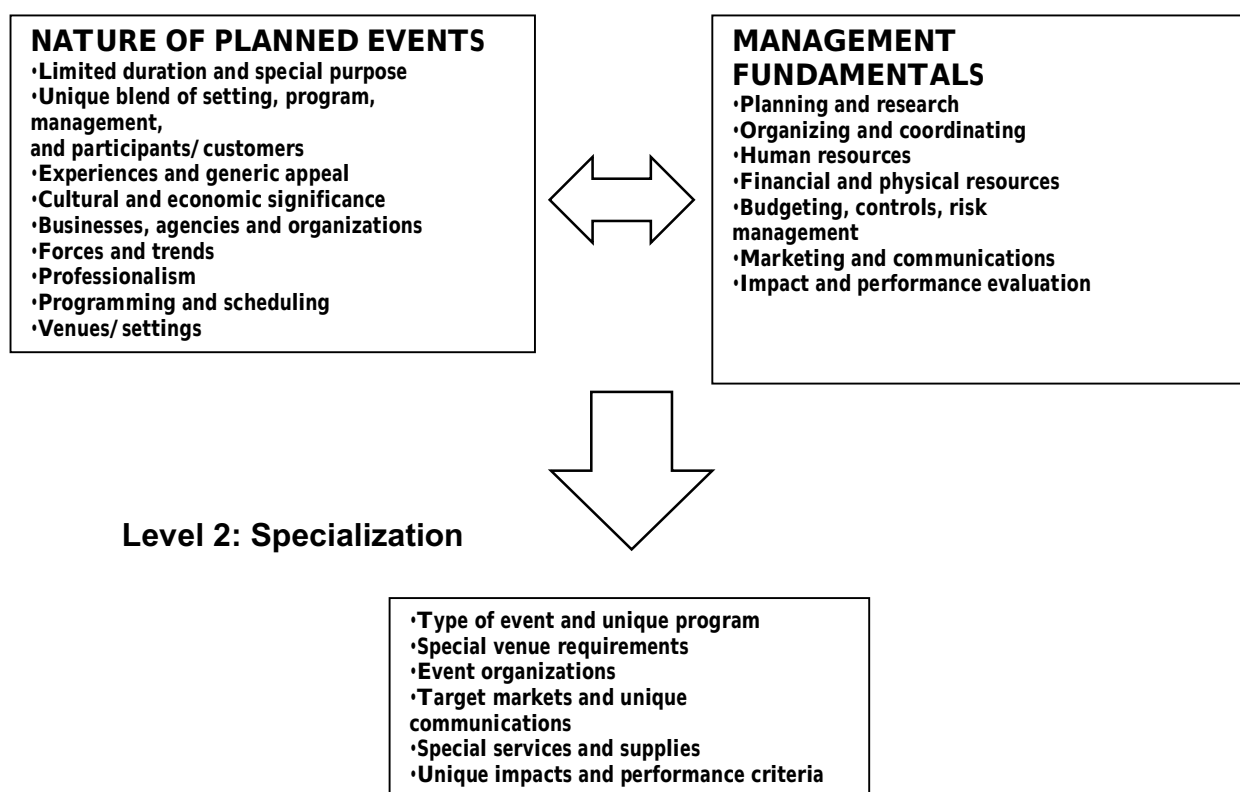 NATURE OF PLANNED EVENTS
•Limited duration and special purpose
•Unique blend of setting, program,
management,
and participants/ customers
•Experiences and generic appeal
•Cultural and economic significance
•Businesses, agencies and organizations
•Forces and trends
•Professionalism
•Programming and scheduling
•Venues/ settings
MANAGEMENT
FUNDAMENTALS
•Planning and research
•Organizing and coordinating
•Human resources
•Financial and physical resources
•Budgeting, controls, risk
management
•Marketing and communications
•Impact and performance evaluation
Level 2: Specialization
•Type of event and unique program
•Special venue requirements
•Event organizations
•Target markets and unique
communications
•Special services and supplies
•Unique impacts and performance criteria